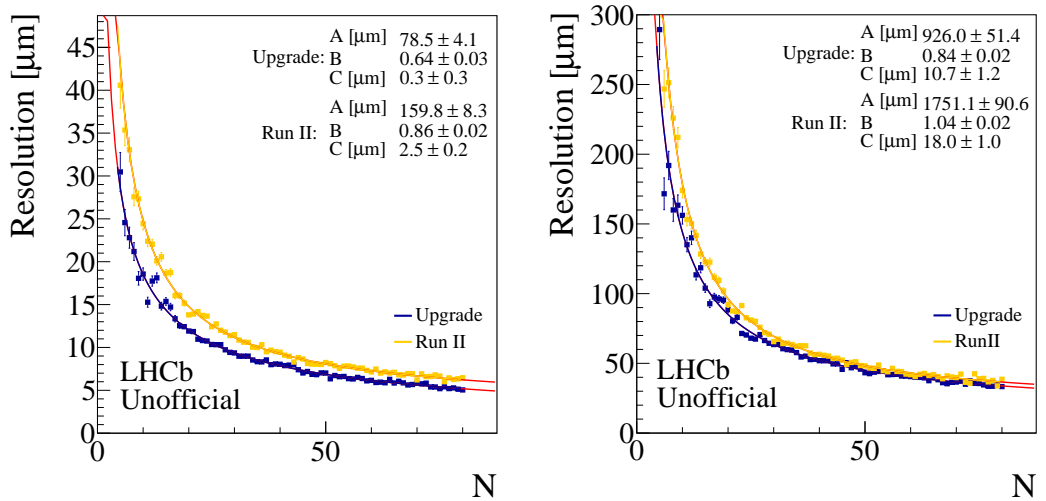 Resolution [μm]
45
40
35
30
25
20
15
10
5
0
0
50
N
Upgrade:
A [μm] 78.5 ± 4.1
B 0.64 ± 0.03
C [μm] 0.3 ± 0.3
Run II:
A [μm] 159.8 ± 8.3
B 0.86 ± 0.02
C [μm] 2.5 ± 0.2
Upgrade
Run II
LHCb
Unofficial
Resolution [μm]
300
250
200
150
100
50
0
0
50
N
Upgrade:
A [μm] 926.0 ± 51.4
B 0.84 ± 0.02
C [μm] 10.7 ± 1.2
Run II:
A [μm] 1751.1 ± 90.6
B 1.04 ± 0.02
C [μm] 18.0 ± 1.0
Upgrade
RunII
LHCb
Unofficial